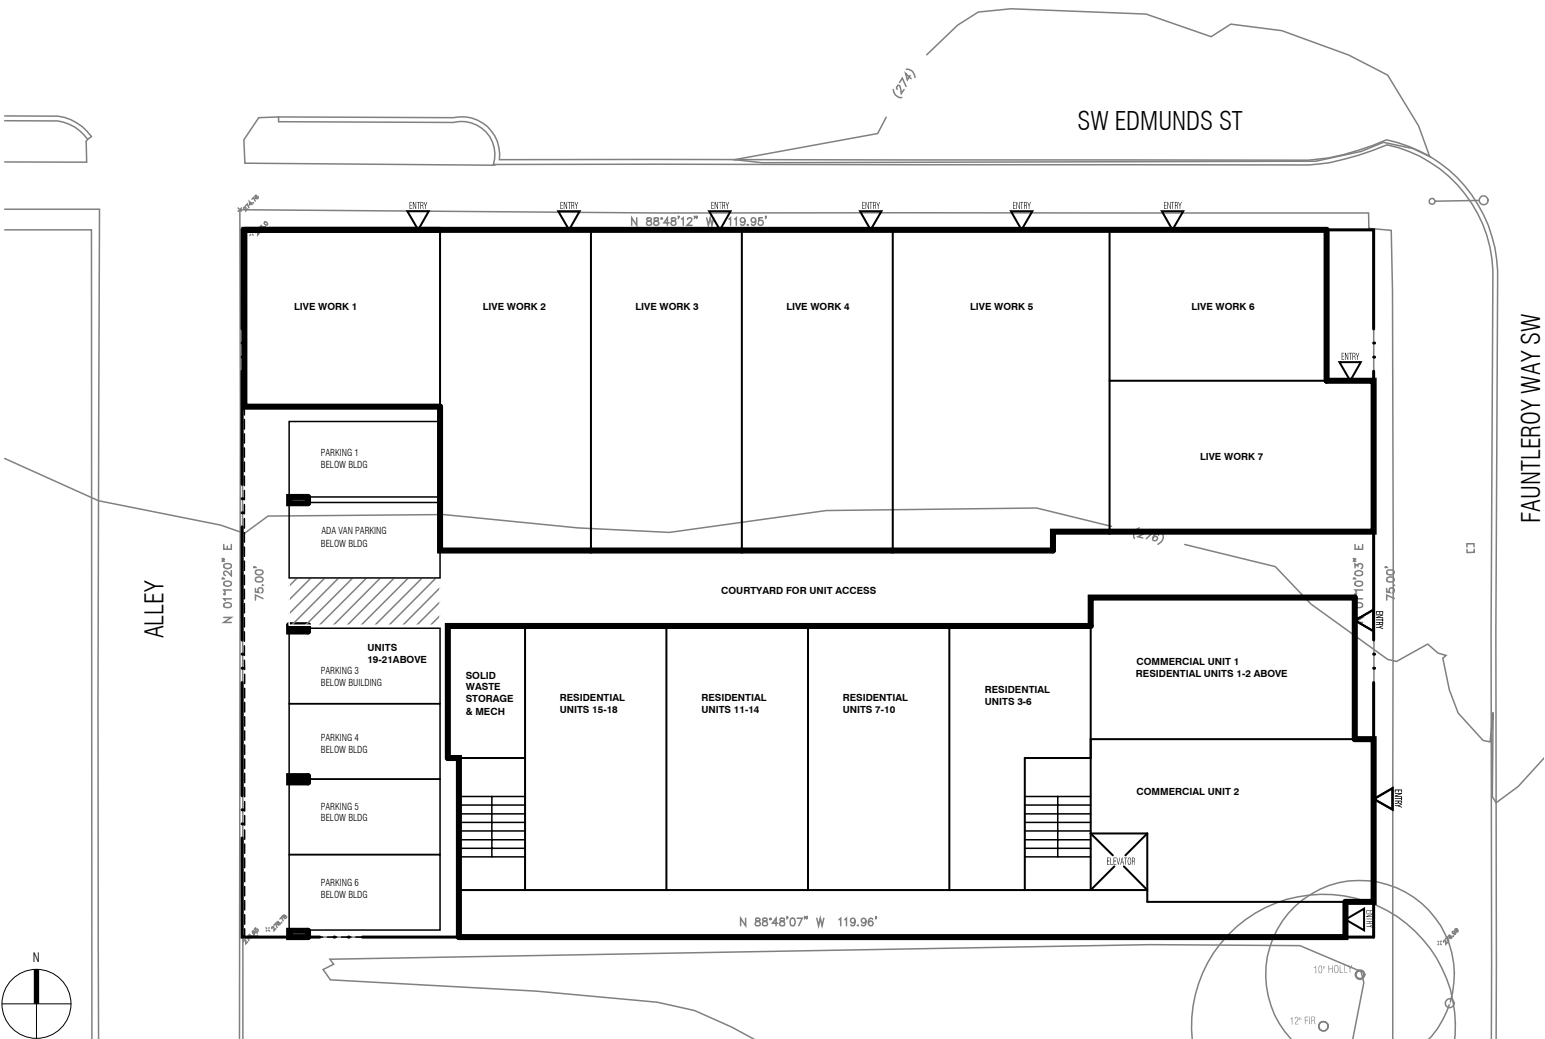 (274)
SW EDMUNDS ST
ENTRY
ENTRY
ENTRY
ENTRY
ENTRY
ENTRY
N 88°48'12" W 119.95'
LIVE WORK 1
LIVE WORK 2
LIVE WORK 3
LIVE WORK 4
LIVE WORK 5
LIVE WORK 6
ENTRY
FAUNTLEROY WAY SW
LIVE WORK 7
PARKING 1
BELOW BLDG
ADA VAN PARKING
BELOW BLDG
(276)
N 01°10'20" E
75.00'
ALLEY
COURTYARD FOR UNIT ACCESS
01°10'03" E
75.00'
ENTRY
UNITS
19-21ABOVE
PARKING 3
BELOW BUILDING
SOLID
WASTE
STORAGE
& MECH
RESIDENTIAL
UNITS 15-18
RESIDENTIAL
UNITS 11-14
RESIDENTIAL
UNITS 7-10
RESIDENTIAL
UNITS 3-6
COMMERCIAL UNIT 1
RESIDENTIAL UNITS 1-2 ABOVE
PARKING 4
BELOW BLDG
COMMERCIAL UNIT 2
ENTRY
PARKING 5
BELOW BLDG
ELEVATOR
PARKING 6
BELOW BLDG
N 88°48'07" W 119.96'
ENTRY
N
10" HOLLY
12" FIR